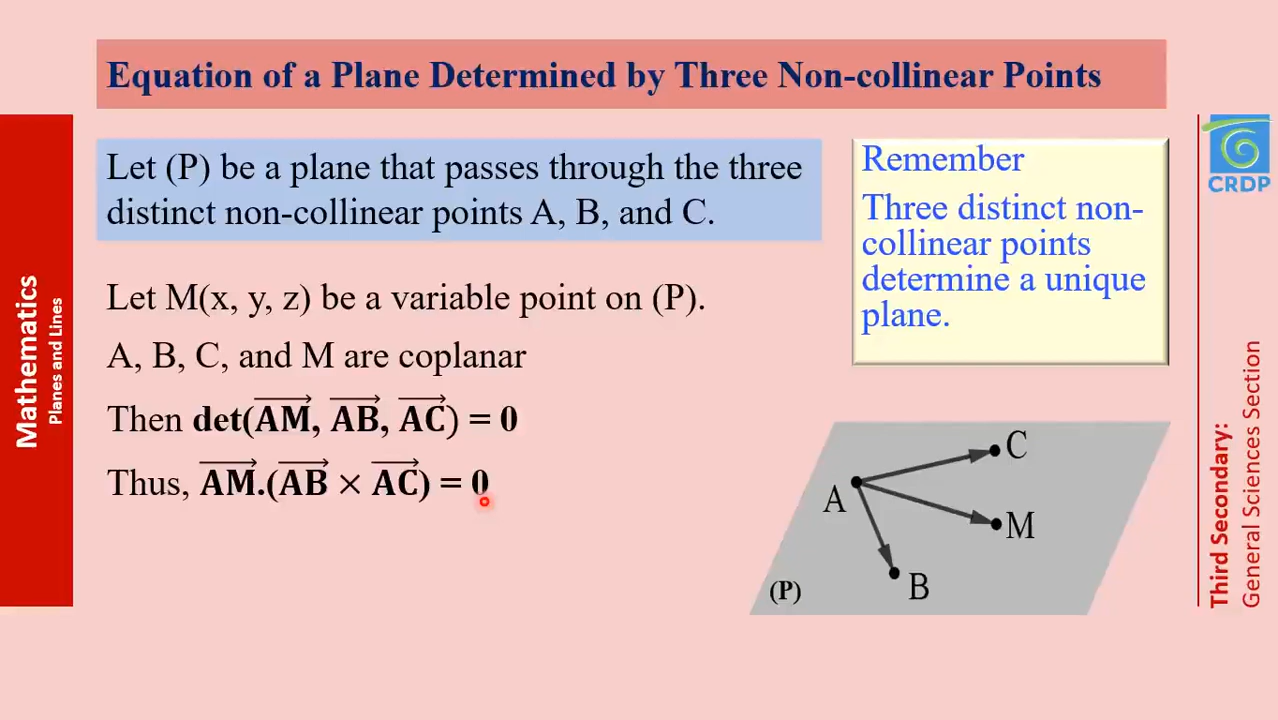 Equation of a Plane Determined by Three Non-collinear Points
Let (P) be a plane that passes through the three
distinct non-collinear points A, B, and C.
Remember
Three distinct non-
collinear points
determine a unique
plane.
Let M(x, y, z) be a variable point on (P).
A, B, C, and M are coplanar
Then det(AM⃗, AB⃗, AC⃗) = 0
Thus, AM⃗.(AB⃗ × AC⃗) = 0
A
C
M
B
(P)
Mathematics
Planes and Lines
CRDP
Third Secondary:
General Sciences Section